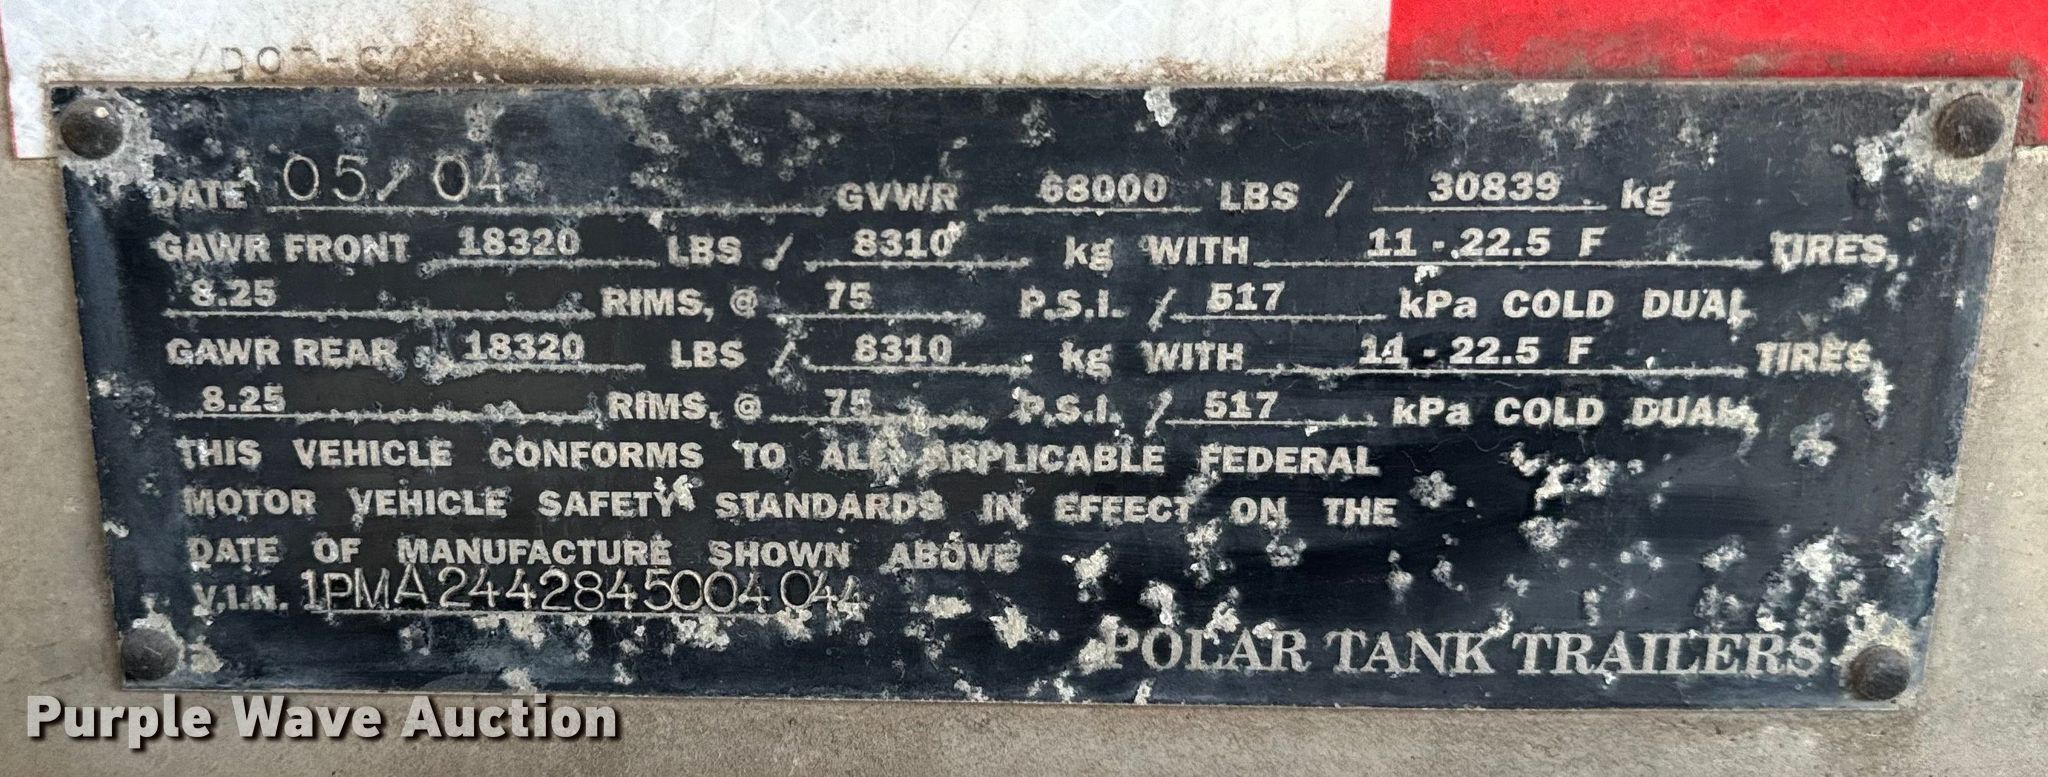 DOT-C2
DATE 05/04 GVWR 68000 LBS / 30839 kg
GAWR FRONT 18320 LBS / 8310 kg WITH 11 - 22.5 F TIRES,
8.25 RIMS, @ 75 P.S.I. / 517 kPa COLD DUAL
GAWR REAR 18320 LBS / 8310 kg WITH 11 - 22.5 F TIRES,
8.25 RIMS, @ 75 P.S.I. / 517 kPa COLD DUAL
THIS VEHICLE CONFORMS TO ALL APPLICABLE FEDERAL
MOTOR VEHICLE SAFETY STANDARDS IN EFFECT ON THE
DATE OF MANUFACTURE SHOWN ABOVE
V.I.N. 1PMA2442845004044
POLAR TANK TRAILERS
Purple Wave Auction